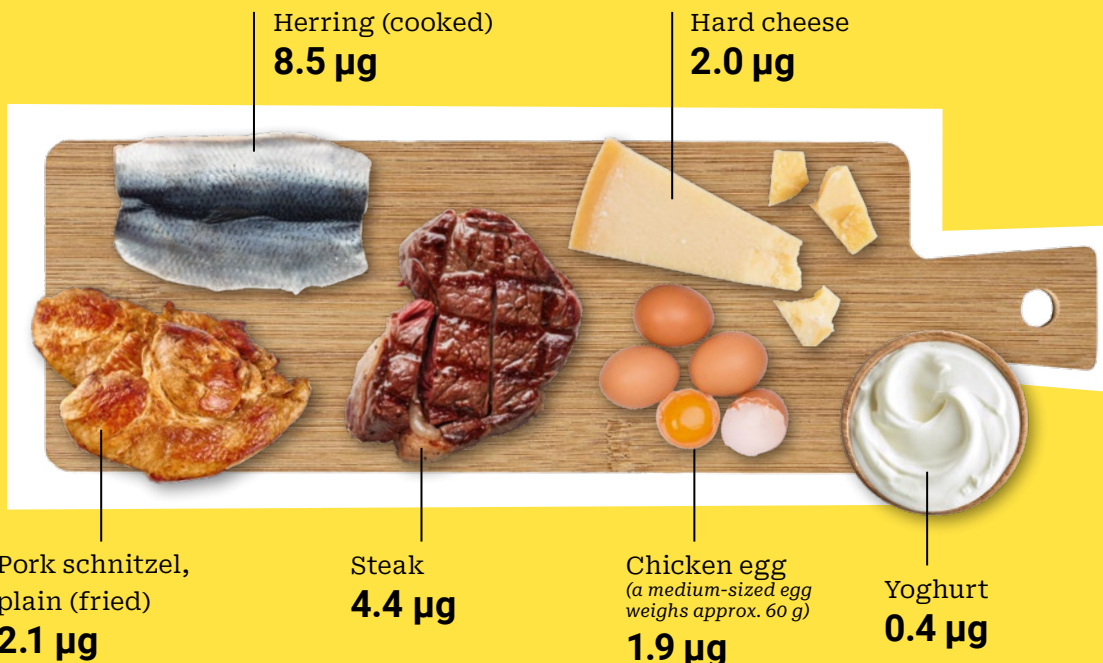 Herring (cooked)
8.5 µg
Hard cheese
2.0 µg
Pork schnitzel,
plain (fried)
2.1 µg
Steak
4.4 µg
Chicken egg
(a medium-sized egg
weighs approx. 60 g)
1.9 µg
Yoghurt
0.4 µg